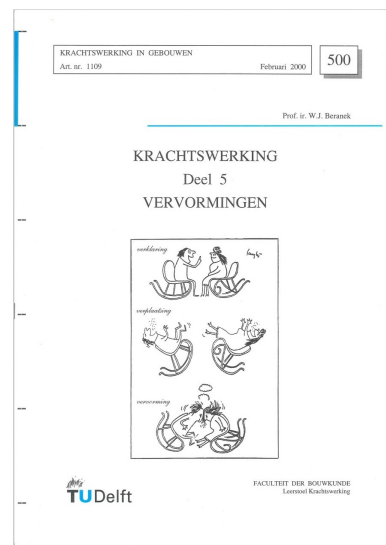 KRACHTSWERKING IN GEBOUWEN
Art. nr. 1109 Februari 2000
500
Prof. ir. W.J. Beranek
KRACHTSWERKING
Deel 5
VERVORMINGEN
verklaring
verplaatsing
vervorming
TUDelft
FACULTEIT DER BOUWKUNDE
Leerstoel Krachtswerking